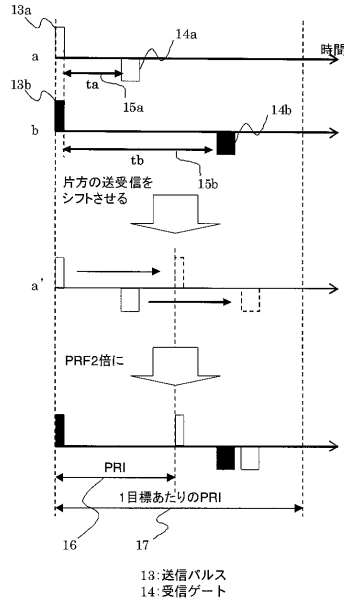 13a
14a
時間
a
ta
15a
13b
14b
b
tb
15b
片方の送受信を
シフトさせる
a'
PRF2倍に
PRI
1目標あたりのPRI
16
17
13:送信パルス
14:受信ゲート